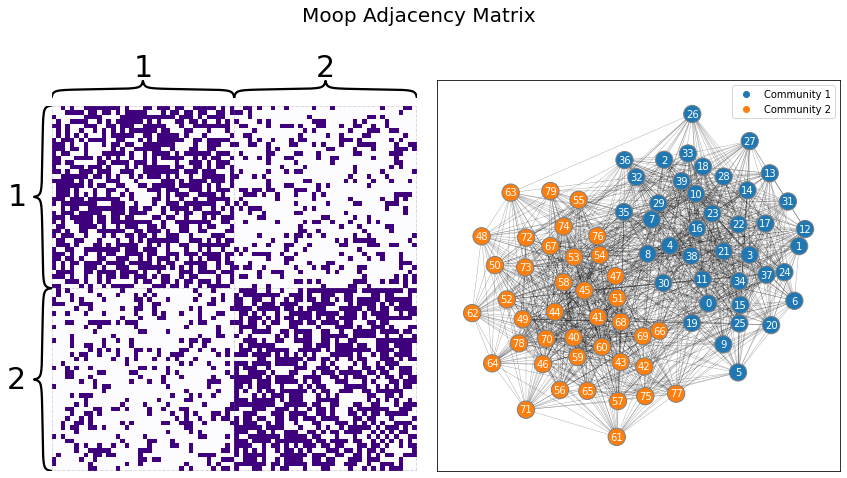 Moop Adjacency Matrix
1 2
1
2
Community 1
Community 2
26
27
33
36 2
18
13
32 39 28
14
63 79 10
55 29 31
35 23
7 22 17
74 16 12
48 72 76
67 4 1
8 38 21 3
53 54
50 73
47 37 24
58 11 34
30
45
52 51 6
0 15
62 44
49 41 68 19 25 20
66
78 70 40 69
60 9
59
64 46 43 42
5
56 65
57 75 77
71
61